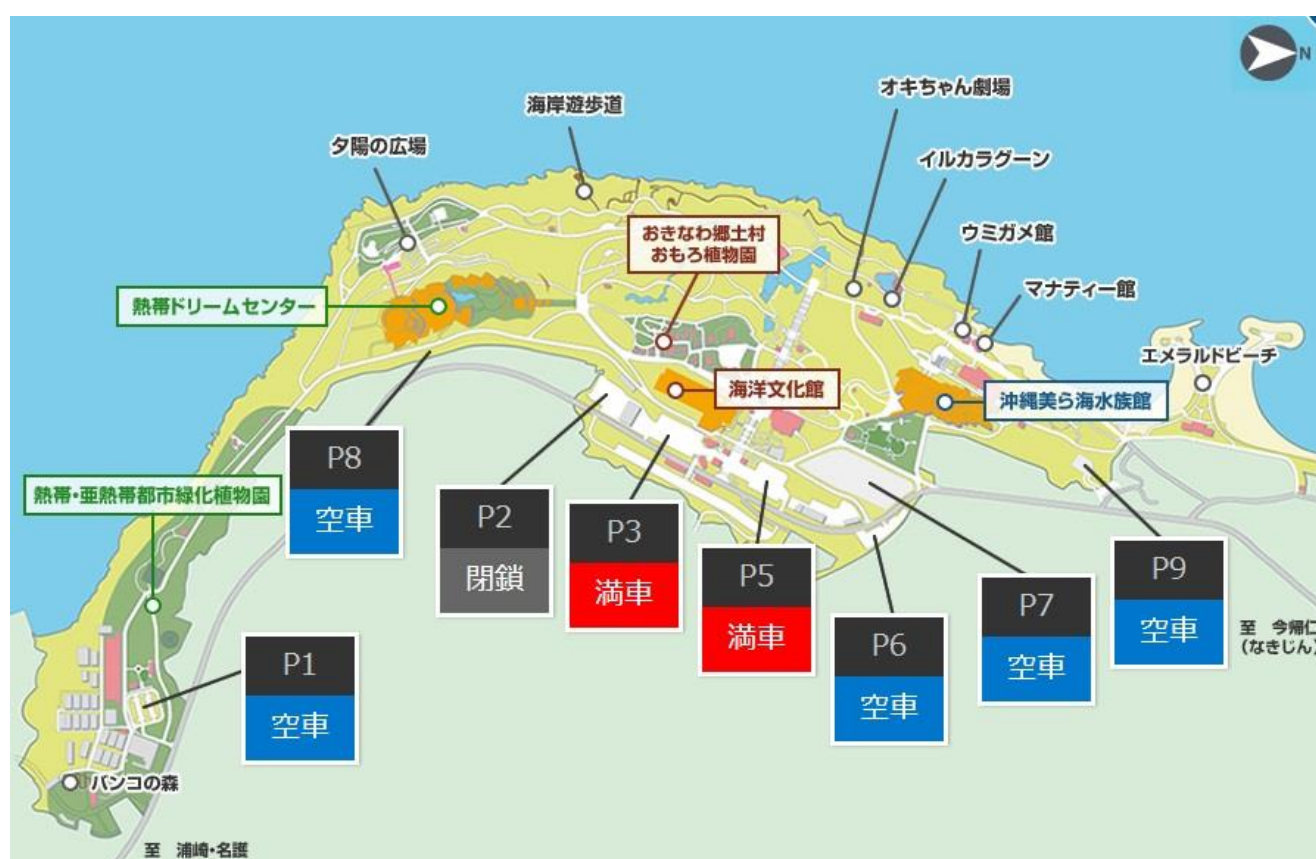 N
オキちゃん劇場
海岸遊歩道
夕陽の広場
イルカラグーン
おきなわ郷土村
おもろ植物園
ウミガメ館
マナティー館
熱帯ドリームセンター
エメラルドビーチ
海洋文化館
沖縄美ら海水族館
P8
空車
熱帯・亜熱帯都市緑化植物園
P2
閉鎖
P3
満車
P5
満車
P9
空車
P7
空車
P6
空車
至 今帰仁
(なきじん)
P1
空車
バンコの森
至 浦崎・名護